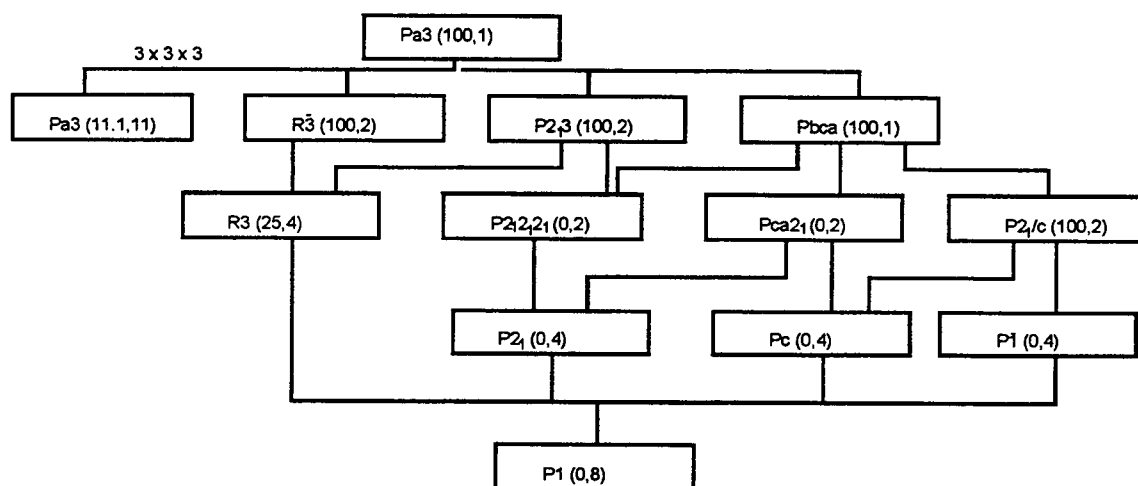 Pa3 (100,1)
3 x 3 x 3
Pa3 (11.1,11)
R3̄ (100,2)
P2₁3 (100,2)
Pbca (100,1)
R3 (25,4)
P2₁2₁2₁ (0,2)
Pca2₁ (0,2)
P2₁/c (100,2)
P2₁ (0,4)
Pc (0,4)
P1̄ (0,4)
P1 (0,8)